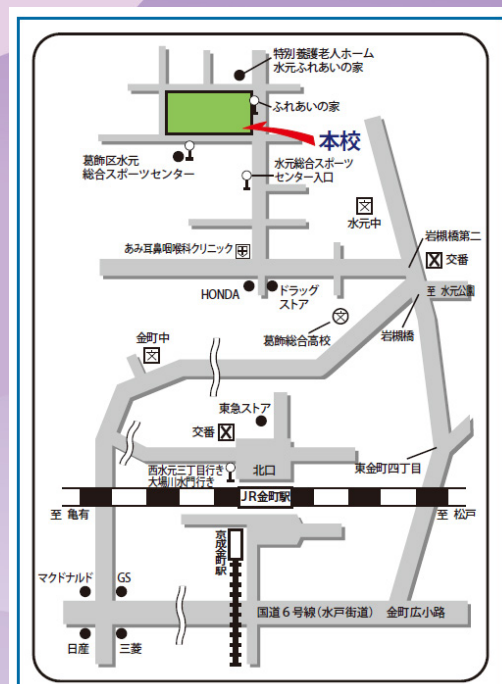 特別養護老人ホーム
水元ふれあいの家
ふれあいの家
本校
葛飾区水元
総合スポーツセンター
水元総合スポーツ
センター入口
水元中
あみ耳鼻咽喉科クリニック
岩槻橋第二
交番
HONDA
ドラッグ
ストア
至 水元公園
岩槻橋
葛飾総合高校
金町中
東急ストア
交番
西水元三丁目行き
大場川水門行き
北口
東金町四丁目
JR金町駅
至 亀有
至 松戸
京成金町駅
マクドナルド
GS
国道6号線(水戸街道)
金町広小路
日産
三菱